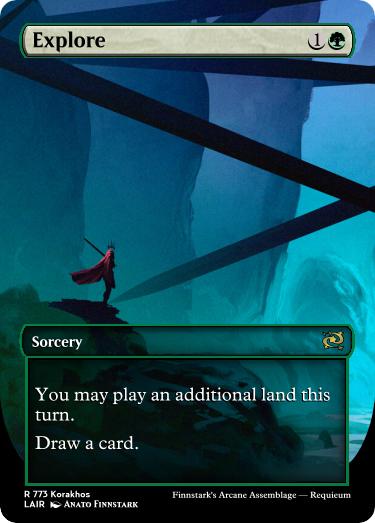 Explore 1
Sorcery
You may play an additional land this
turn.
Draw a card.
R 773 Korakhos
LAIR Anato Finnstark
Finnstark's Arcane Assemblage — Requieum